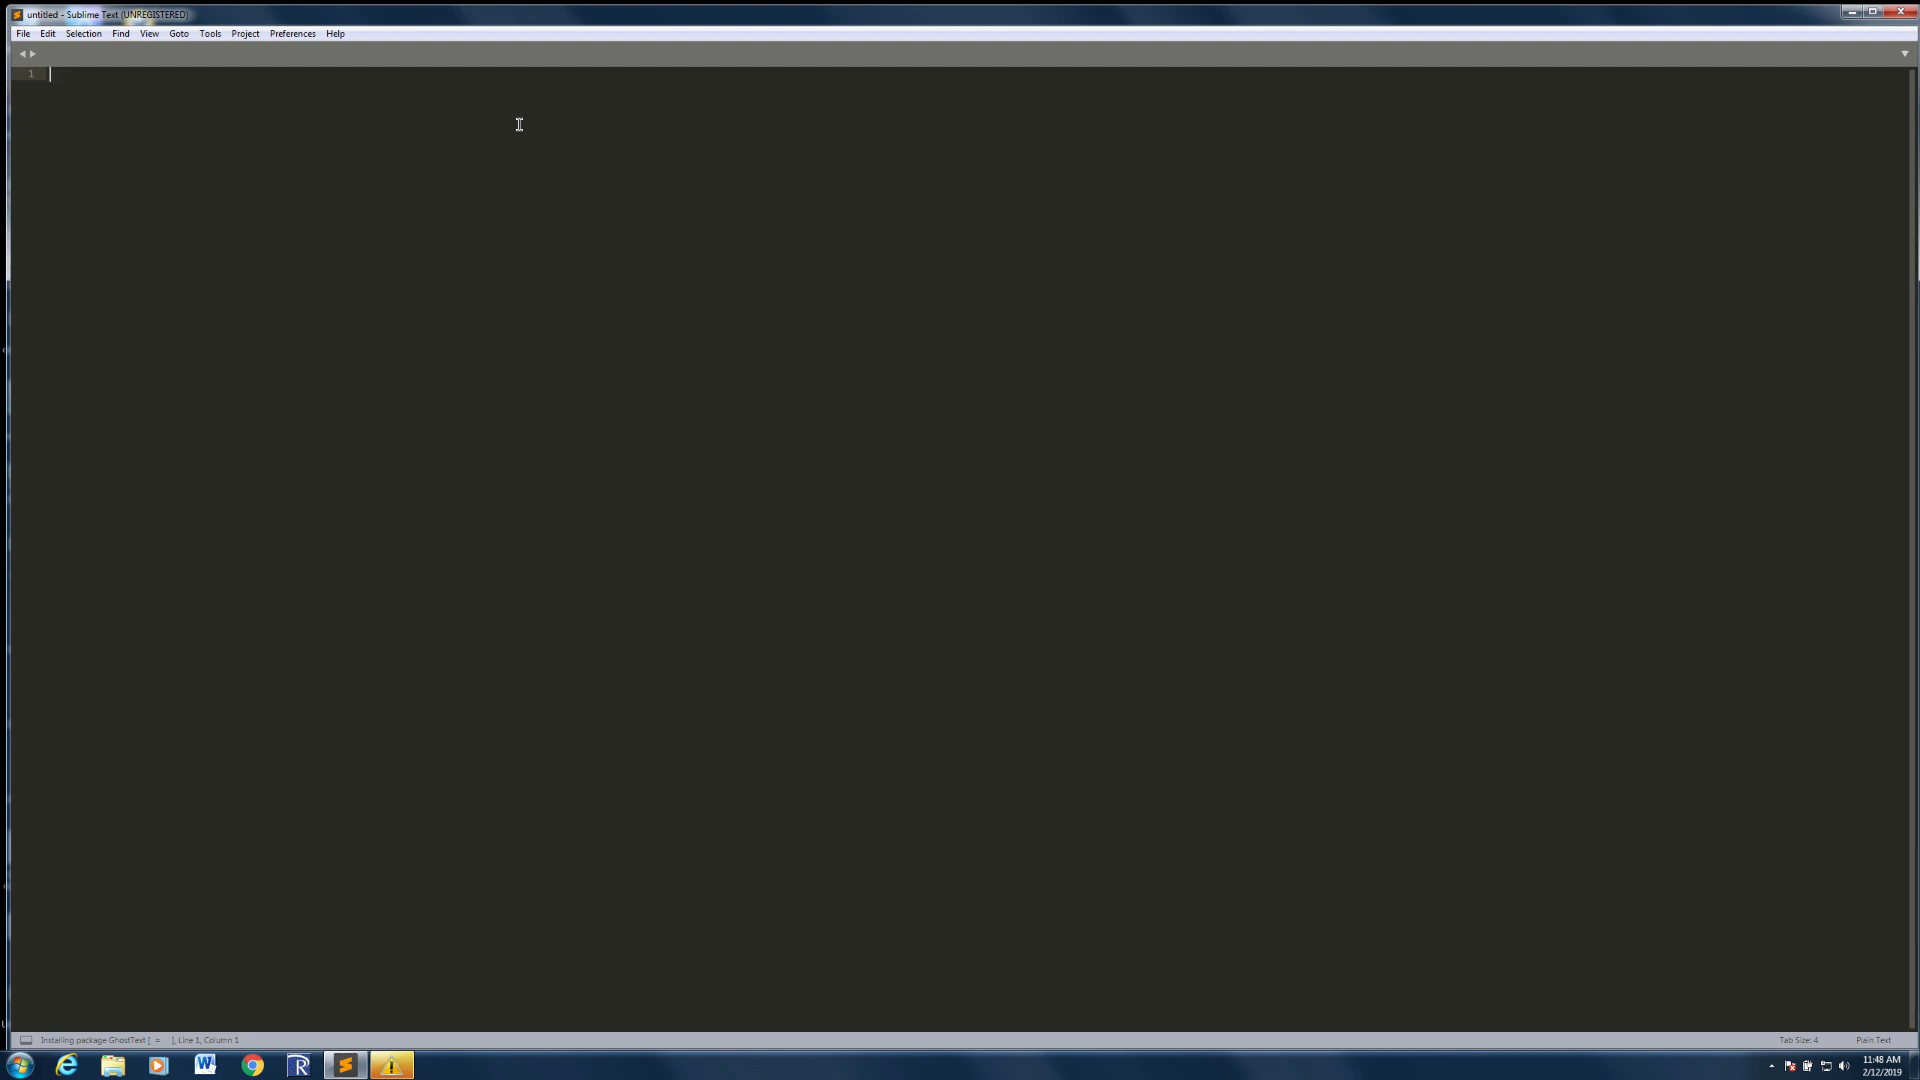 untitled - Sublime Text (UNREGISTERED)
File Edit Selection Find View Goto Tools Project Preferences Help
1
Installing package GhostText [ = ], Line 1, Column 1
Tab Size: 4 Plain Text
11:48 AM
2/12/2019